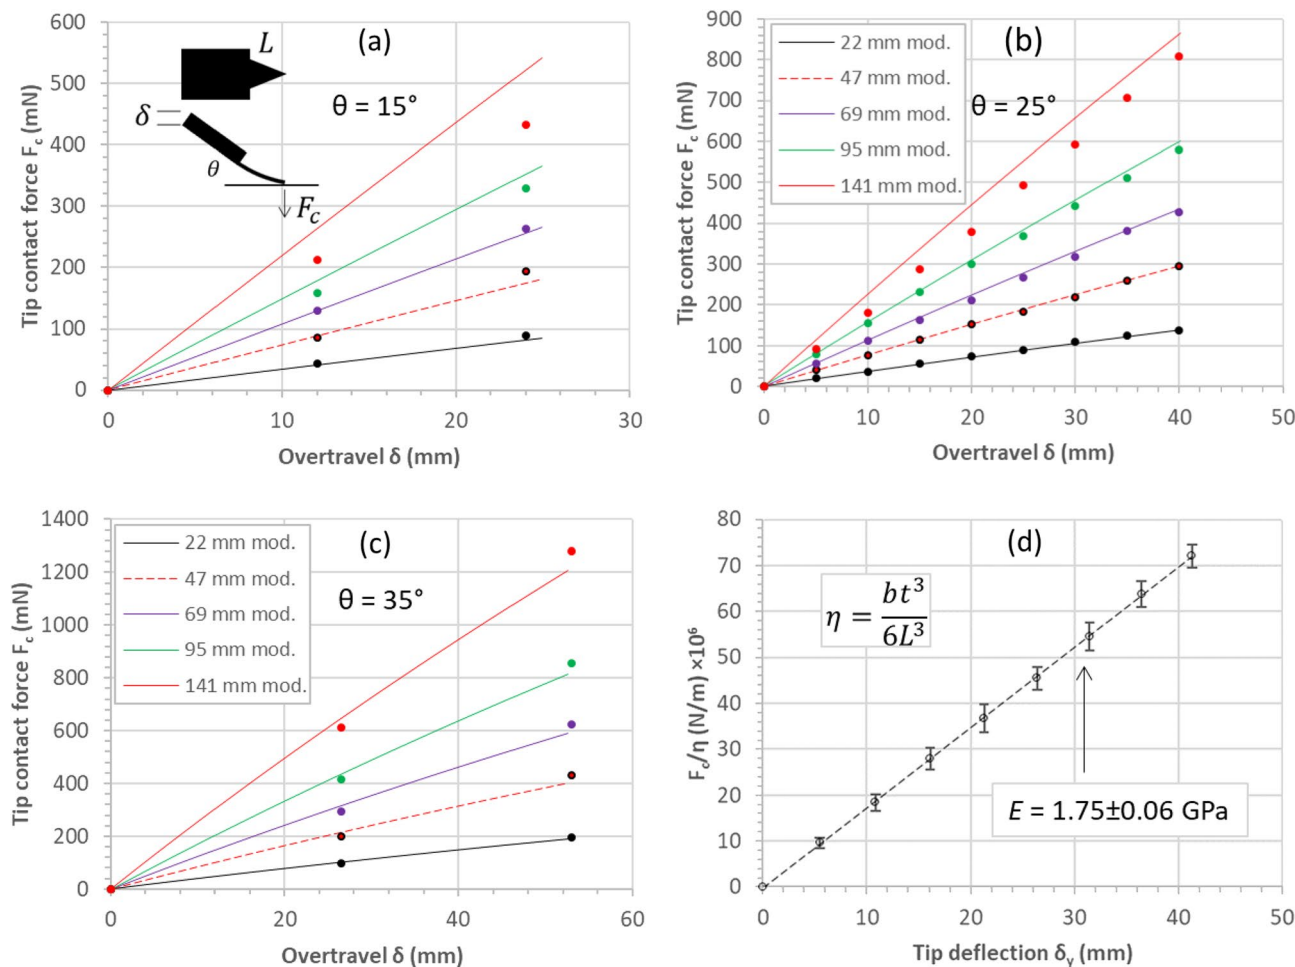 (a)
L
δ
θ
F_c
θ = 15°
Tip contact force F_c (mN)
600
500
400
300
200
100
0
0 10 20 30
Overtravel δ (mm)
(b)
22 mm mod.
47 mm mod.
69 mm mod.
95 mm mod.
141 mm mod.
θ = 25°
Tip contact force F_c (mN)
900
800
700
600
500
400
300
200
100
0
0 10 20 30 40 50
Overtravel δ (mm)
(c)
22 mm mod.
47 mm mod.
69 mm mod.
95 mm mod.
141 mm mod.
θ = 35°
Tip contact force F_c (mN)
1400
1200
1000
800
600
400
200
0
0 20 40 60
Overtravel δ (mm)
(d)
η = bt³/6L³
E = 1.75±0.06 GPa
F_c/η (N/m) ×10⁶
80
70
60
50
40
30
20
10
0
0 10 20 30 40 50
Tip deflection δ_y (mm)